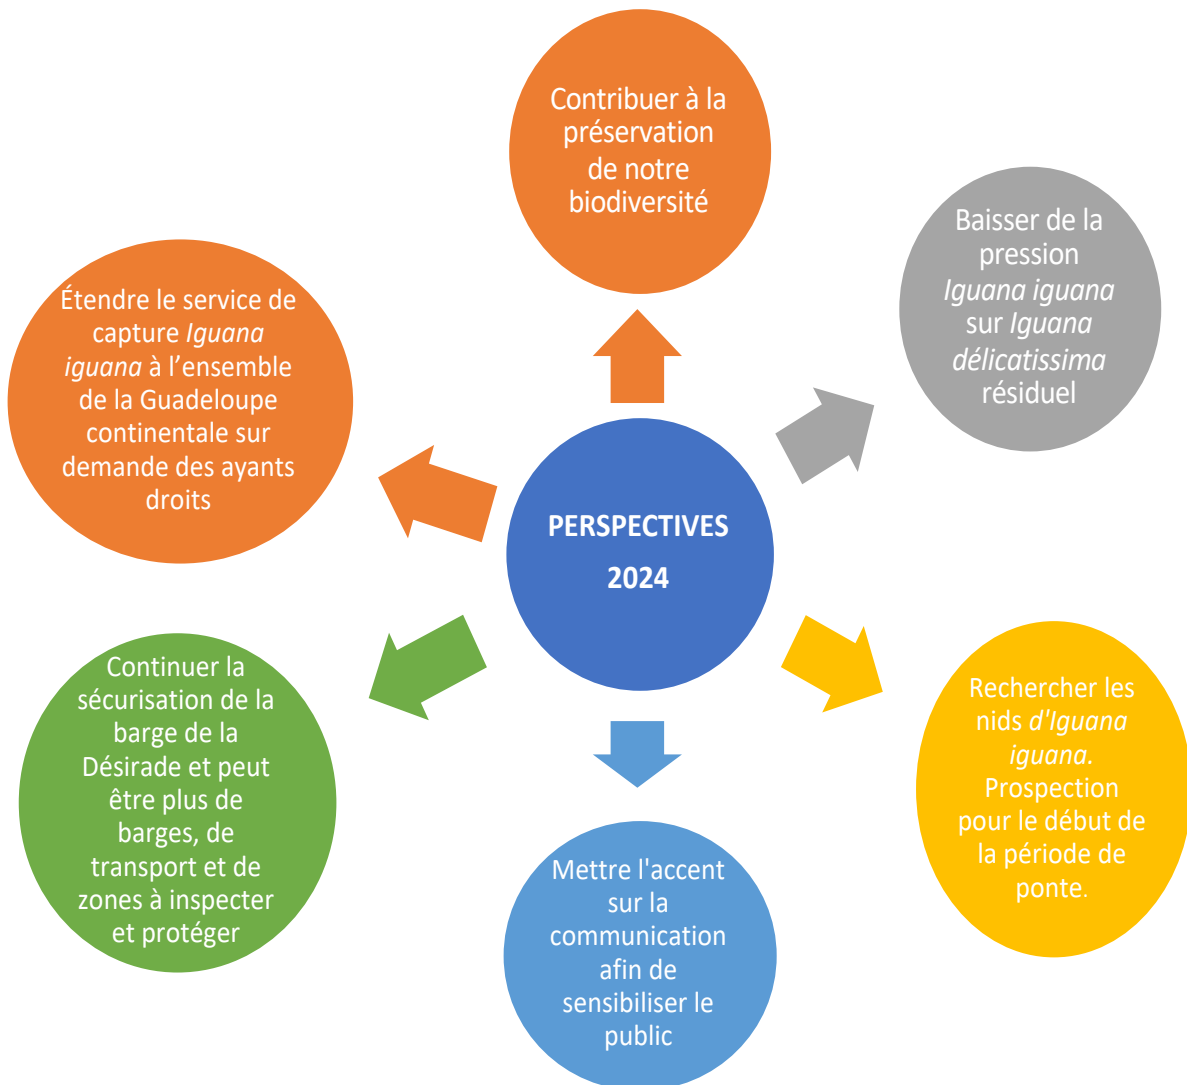 Contribuer à la
préservation
de notre
biodiversité
Baisser de la
pression
Iguana iguana
sur Iguana
délicatissima
résiduel
Étendre le service de
capture Iguana
iguana à l’ensemble
de la Guadeloupe
continentale sur
demande des ayants
droits
PERSPECTIVES
2024
Continuer la
sécurisation de la
barge de la
Désirade et peut
être plus de
barges, de
transport et de
zones à inspecter
et protéger
Rechercher les
nids d'Iguana
iguana.
Prospection
pour le début de
la période de
ponte.
Mettre l'accent
sur la
communication
afin de
sensibiliser le
public